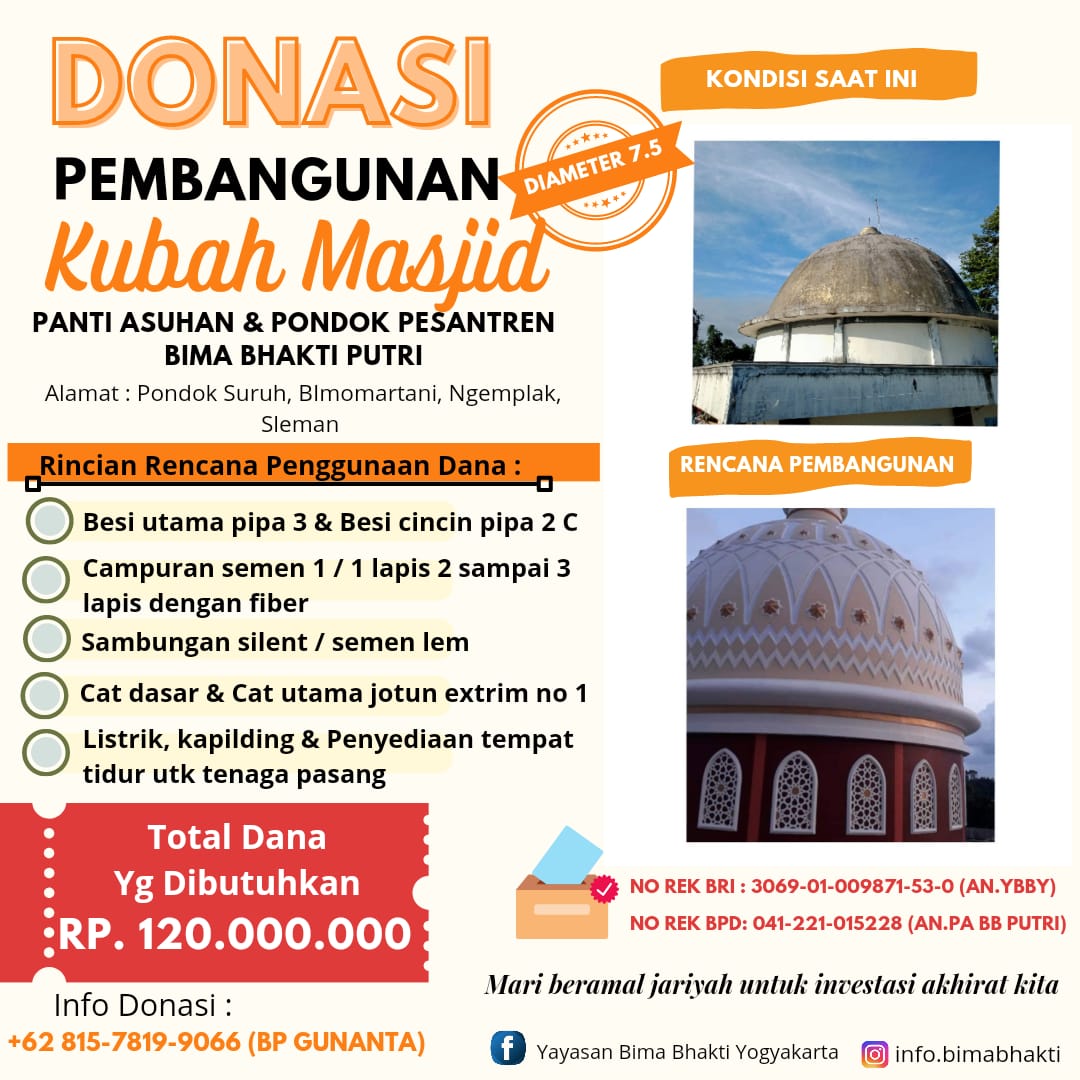 DONASI
PEMBANGUNAN
Kubah Masjid
DIAMETER 7.5
PANTI ASUHAN & PONDOK PESANTREN
BIMA BHAKTI PUTRI
Alamat : Pondok Suruh, BImomartani, Ngemplak,
Sleman
Rincian Rencana Penggunaan Dana :
Besi utama pipa 3 & Besi cincin pipa 2 C
Campuran semen 1 / 1 lapis 2 sampai 3
lapis dengan fiber
Sambungan silent / semen lem
Cat dasar & Cat utama jotun extrim no 1
Listrik, kapilding & Penyediaan tempat
tidur utk tenaga pasang
Total Dana
Yg Dibutuhkan
RP. 120.000.000
Info Donasi :
+62 815-7819-9066 (BP GUNANTA)
KONDISI SAAT INI
RENCANA PEMBANGUNAN
NO REK BRI : 3069-01-009871-53-0 (AN.YBBY)
NO REK BPD: 041-221-015228 (AN.PA BB PUTRI)
Mari beramal jariyah untuk investasi akhirat kita
Yayasan Bima Bhakti Yogyakarta
info.bimabhakti